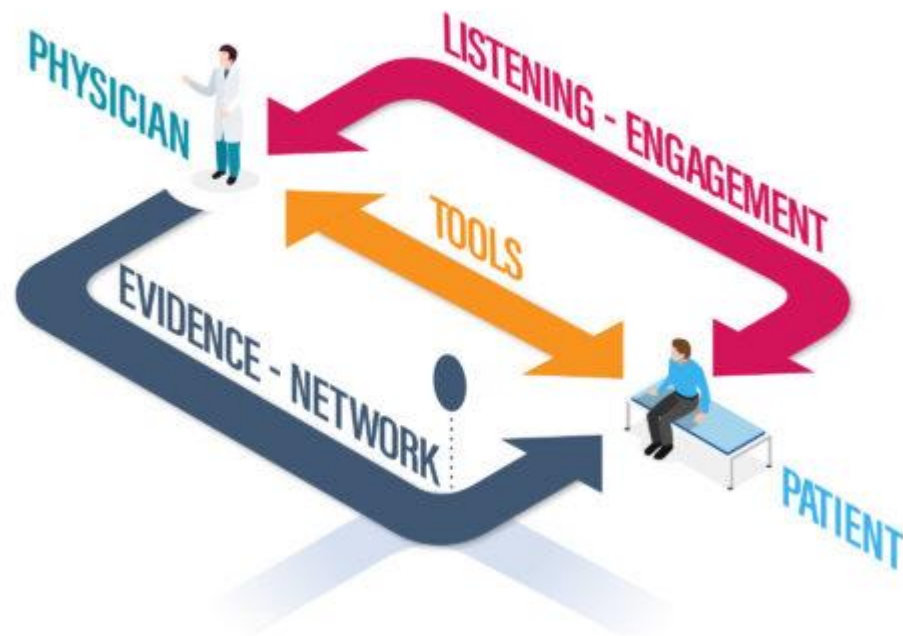 PHYSICIAN
LISTENING - ENGAGEMENT
TOOLS
EVIDENCE - NETWORK
PATIENT